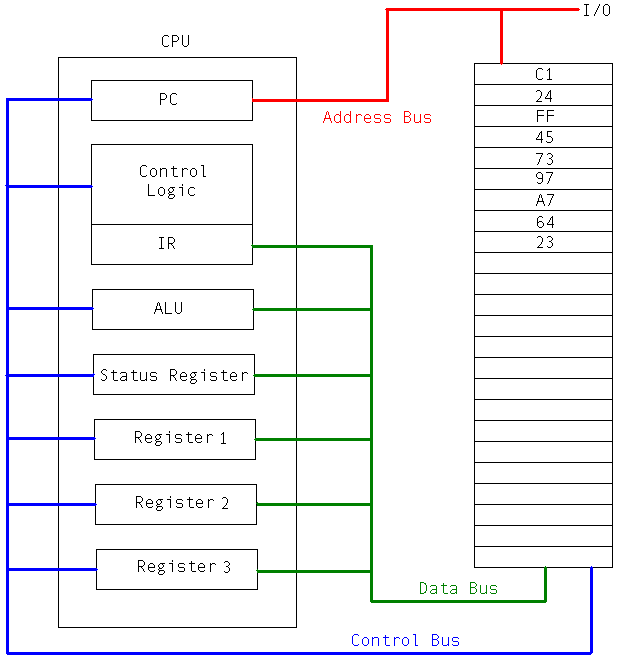 I/O
CPU
PC
Address Bus
Control
Logic
IR
ALU
Status Register
Register 1
Register 2
Register 3
C1
24
FF
45
73
97
A7
64
23
Data Bus
Control Bus